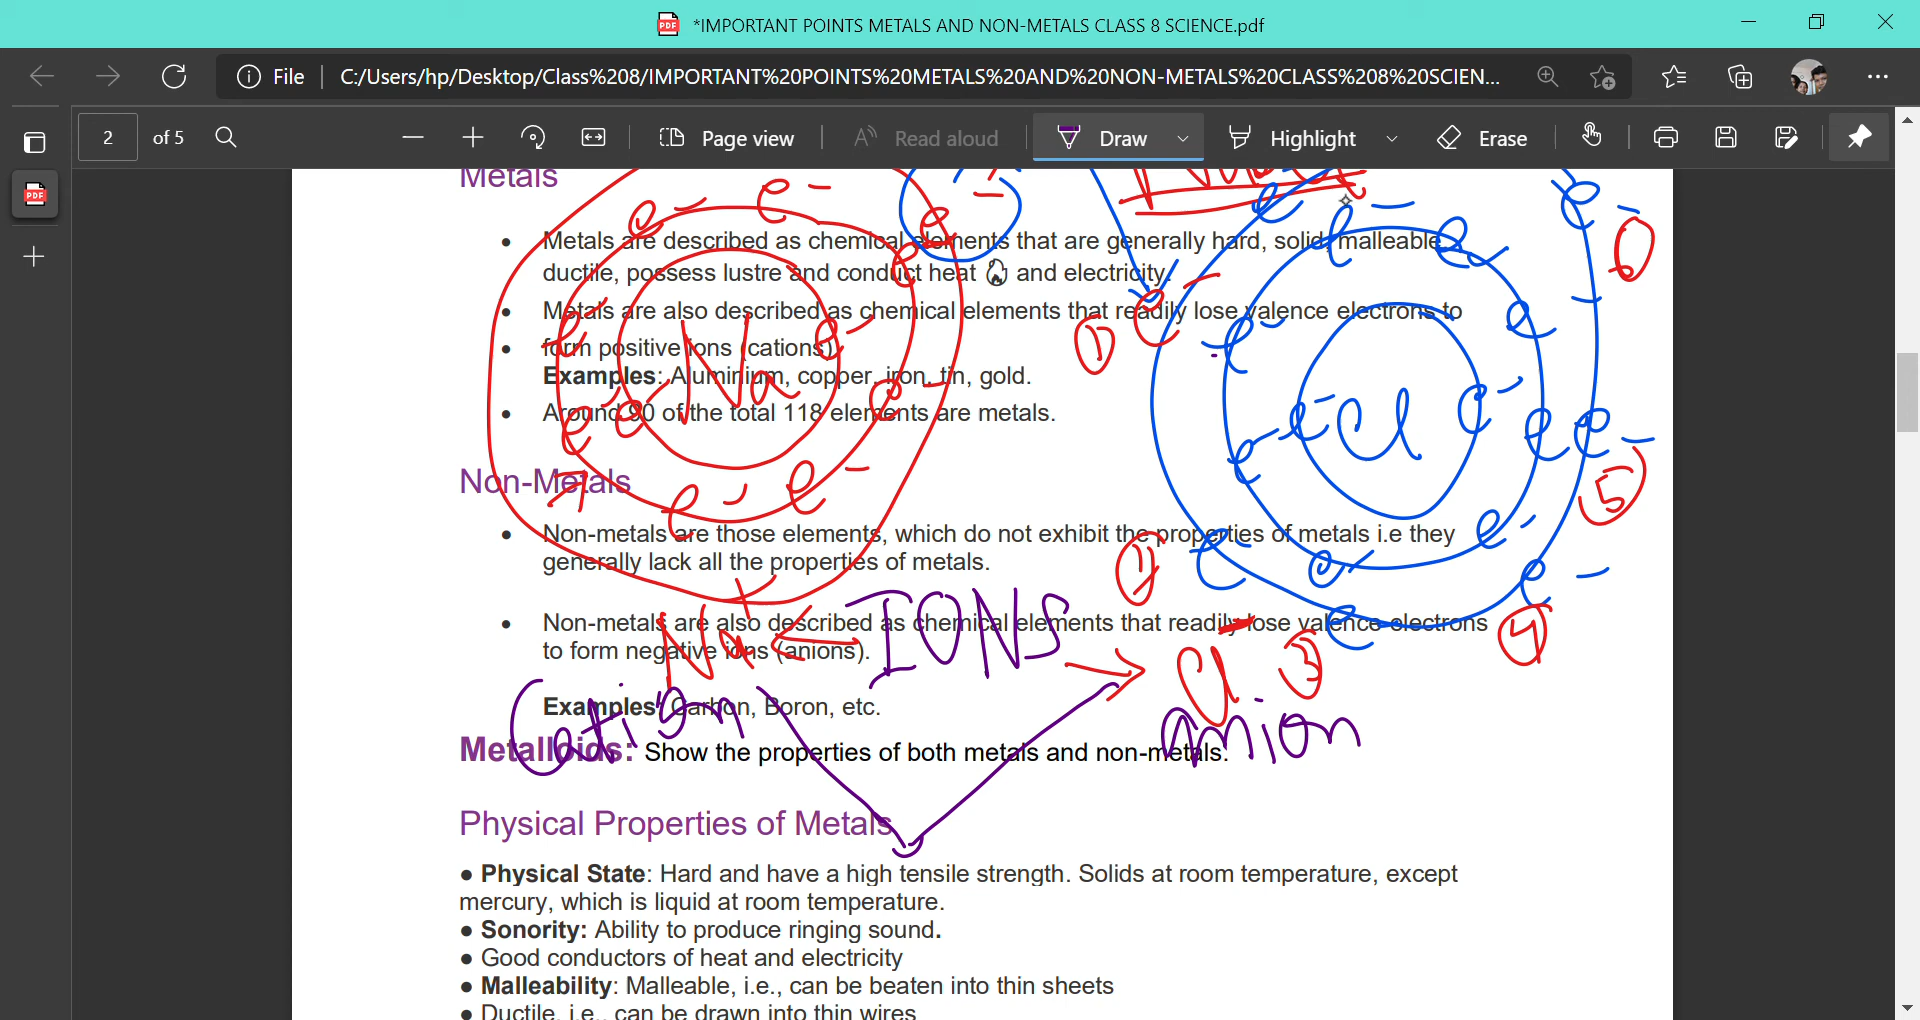 *IMPORTANT POINTS METALS AND NON-METALS CLASS 8 SCIENCE.pdf
File C:/Users/hp/Desktop/Class%208/IMPORTANT%20POINTS%20METALS%20AND%20NON-METALS%20CLASS%208%20SCIEN...
2 of 5 Page view Read aloud Draw Highlight Erase
Metals
e- e- e- e e- e e-
• Metals are described as chemical elements that are generally hard, solid, malleable, 6
ductile, possess lustre and conduct heat and electricity.
e- e-
• Metals are also described as chemical elements that readily lose valence electrons to
e- e- 1 e- e-
• form positive ions (cations)
Examples: Aluminium, copper, iron, tin, gold.
Na e- e- Cl e-
• Around 90 of the total 118 elements are metals.
e- e- e- e e-
Non-Metals
e- e- 5
• Non-metals are those elements, which do not exhibit the properties of metals i.e they
generally lack all the properties of metals.
e- e- e- e-
IONS
• Non-metals are also described as chemical elements that readily lose valence electrons
Na+ e 4
to form negative ions (anions).
Cl- 3
Examples: Carbon, Boron, etc.
Cation Anion
Metalloids: Show the properties of both metals and non-metals.
Physical Properties of Metals
● Physical State: Hard and have a high tensile strength. Solids at room temperature, except
mercury, which is liquid at room temperature.
● Sonority: Ability to produce ringing sound.
● Good conductors of heat and electricity
● Malleability: Malleable, i.e., can be beaten into thin sheets
● Ductile, i.e., can be drawn into thin wires